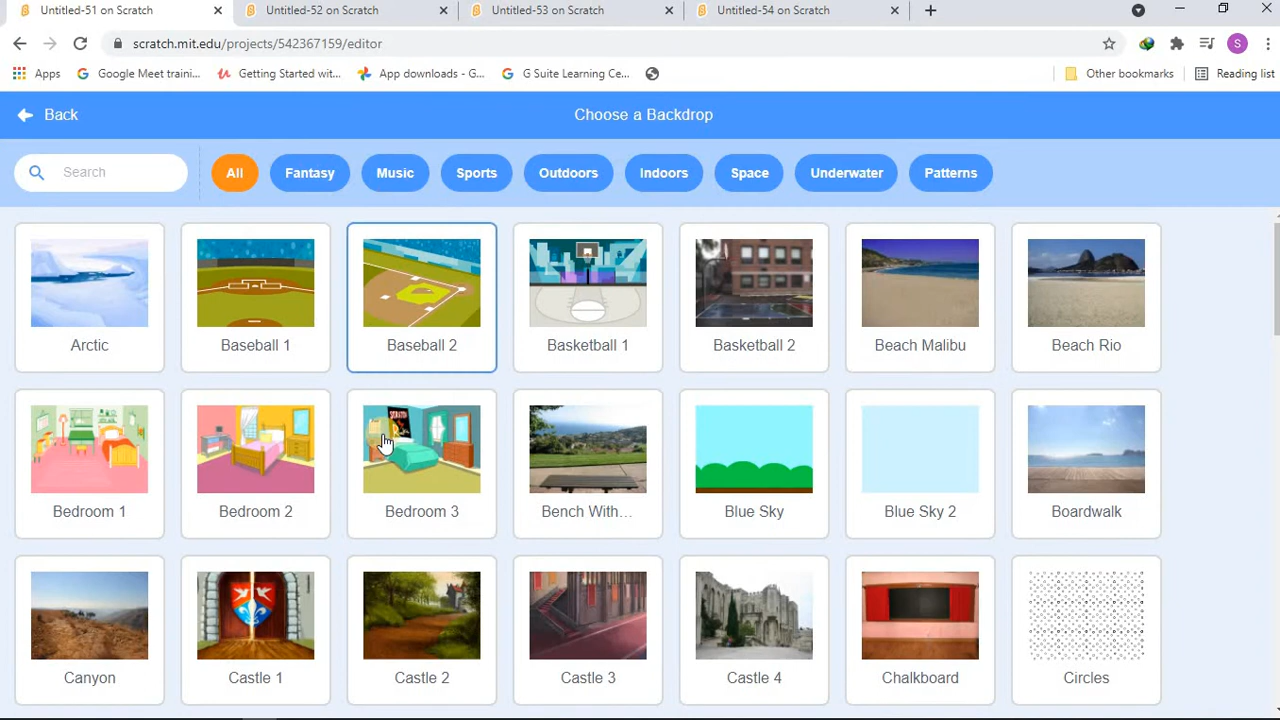 Untitled-51 on Scratch
Untitled-52 on Scratch
Untitled-53 on Scratch
Untitled-54 on Scratch
scratch.mit.edu/projects/542367159/editor
S
Apps
Google Meet traini...
Getting Started wit...
App downloads - G...
G Suite Learning Ce...
Other bookmarks
Reading list
Back
Choose a Backdrop
Search
All
Fantasy
Music
Sports
Outdoors
Indoors
Space
Underwater
Patterns
Arctic
Baseball 1
Baseball 2
Basketball 1
Basketball 2
Beach Malibu
Beach Rio
SCRATCH
Bedroom 1
Bedroom 2
Bedroom 3
Bench With...
Blue Sky
Blue Sky 2
Boardwalk
Canyon
Castle 1
Castle 2
Castle 3
Castle 4
Chalkboard
Circles